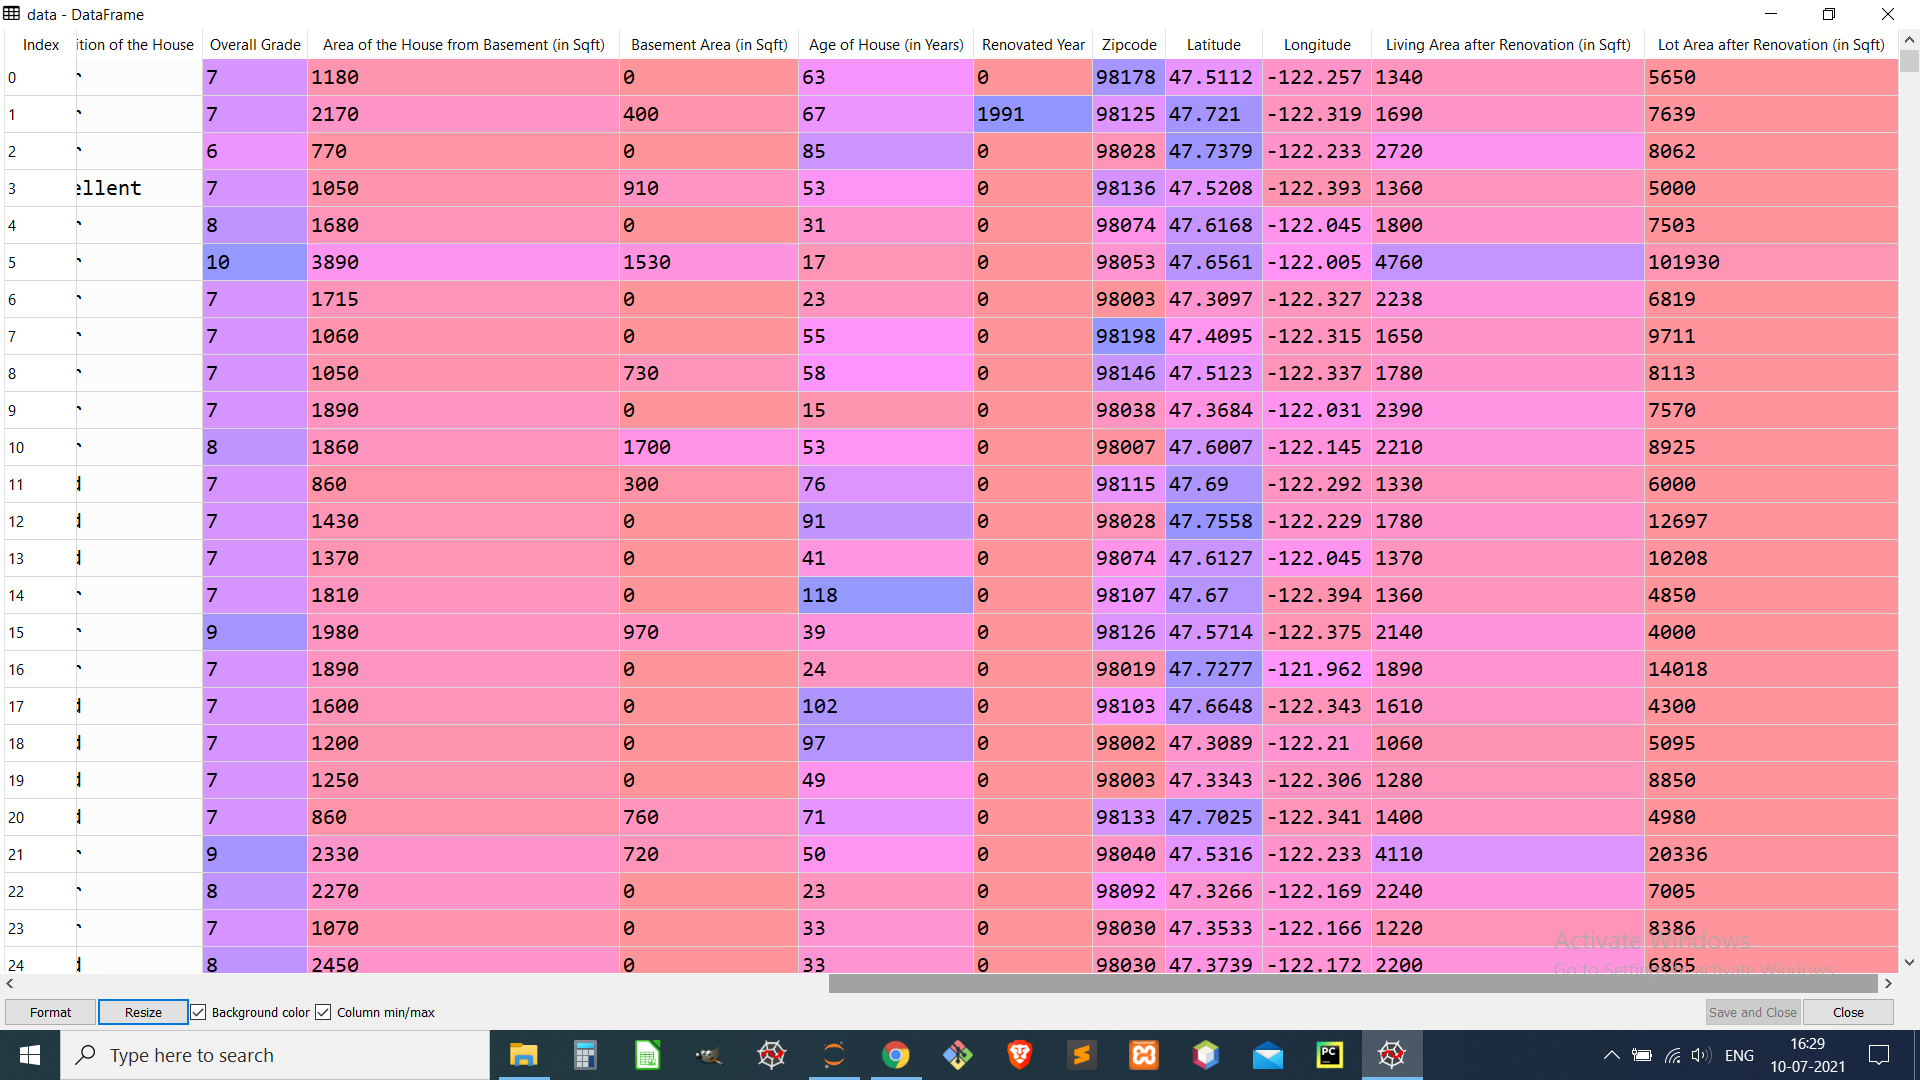 data - DataFrame
Index ition of the House Overall Grade Area of the House from Basement (in Sqft) Basement Area (in Sqft) Age of House (in Years) Renovated Year Zipcode Latitude Longitude Living Area after Renovation (in Sqft) Lot Area after Renovation (in Sqft)
0 7 1180 0 63 0 98178 47.5112 -122.257 1340 5650
1 7 2170 400 67 1991 98125 47.721 -122.319 1690 7639
2 6 770 0 85 0 98028 47.7379 -122.233 2720 8062
3 ellent 7 1050 910 53 0 98136 47.5208 -122.393 1360 5000
4 8 1680 0 31 0 98074 47.6168 -122.045 1800 7503
5 10 3890 1530 17 0 98053 47.6561 -122.005 4760 101930
6 7 1715 0 23 0 98003 47.3097 -122.327 2238 6819
7 7 1060 0 55 0 98198 47.4095 -122.315 1650 9711
8 7 1050 730 58 0 98146 47.5123 -122.337 1780 8113
9 7 1890 0 15 0 98038 47.3684 -122.031 2390 7570
10 8 1860 1700 53 0 98007 47.6007 -122.145 2210 8925
11 7 860 300 76 0 98115 47.69 -122.292 1330 6000
12 7 1430 0 91 0 98028 47.7558 -122.229 1780 12697
13 7 1370 0 41 0 98074 47.6127 -122.045 1370 10208
14 7 1810 0 118 0 98107 47.67 -122.394 1360 4850
15 9 1980 970 39 0 98126 47.5714 -122.375 2140 4000
16 7 1890 0 24 0 98019 47.7277 -121.962 1890 14018
17 7 1600 0 102 0 98103 47.6648 -122.343 1610 4300
18 7 1200 0 97 0 98002 47.3089 -122.21 1060 5095
19 7 1250 0 49 0 98003 47.3343 -122.306 1280 8850
20 7 860 760 71 0 98133 47.7025 -122.341 1400 4980
21 9 2330 720 50 0 98040 47.5316 -122.233 4110 20336
22 8 2270 0 23 0 98092 47.3266 -122.169 2240 7005
23 7 1070 0 33 0 98030 47.3533 -122.166 1220 8386
24 8 2450 0 33 0 98030 47.3739 -122.172 2200 6865
Activate Windows
Go to Settings to activate Windows.
Format Resize Background color Column min/max Save and Close Close
Type here to search
PC
ENG
16:29
10-07-2021